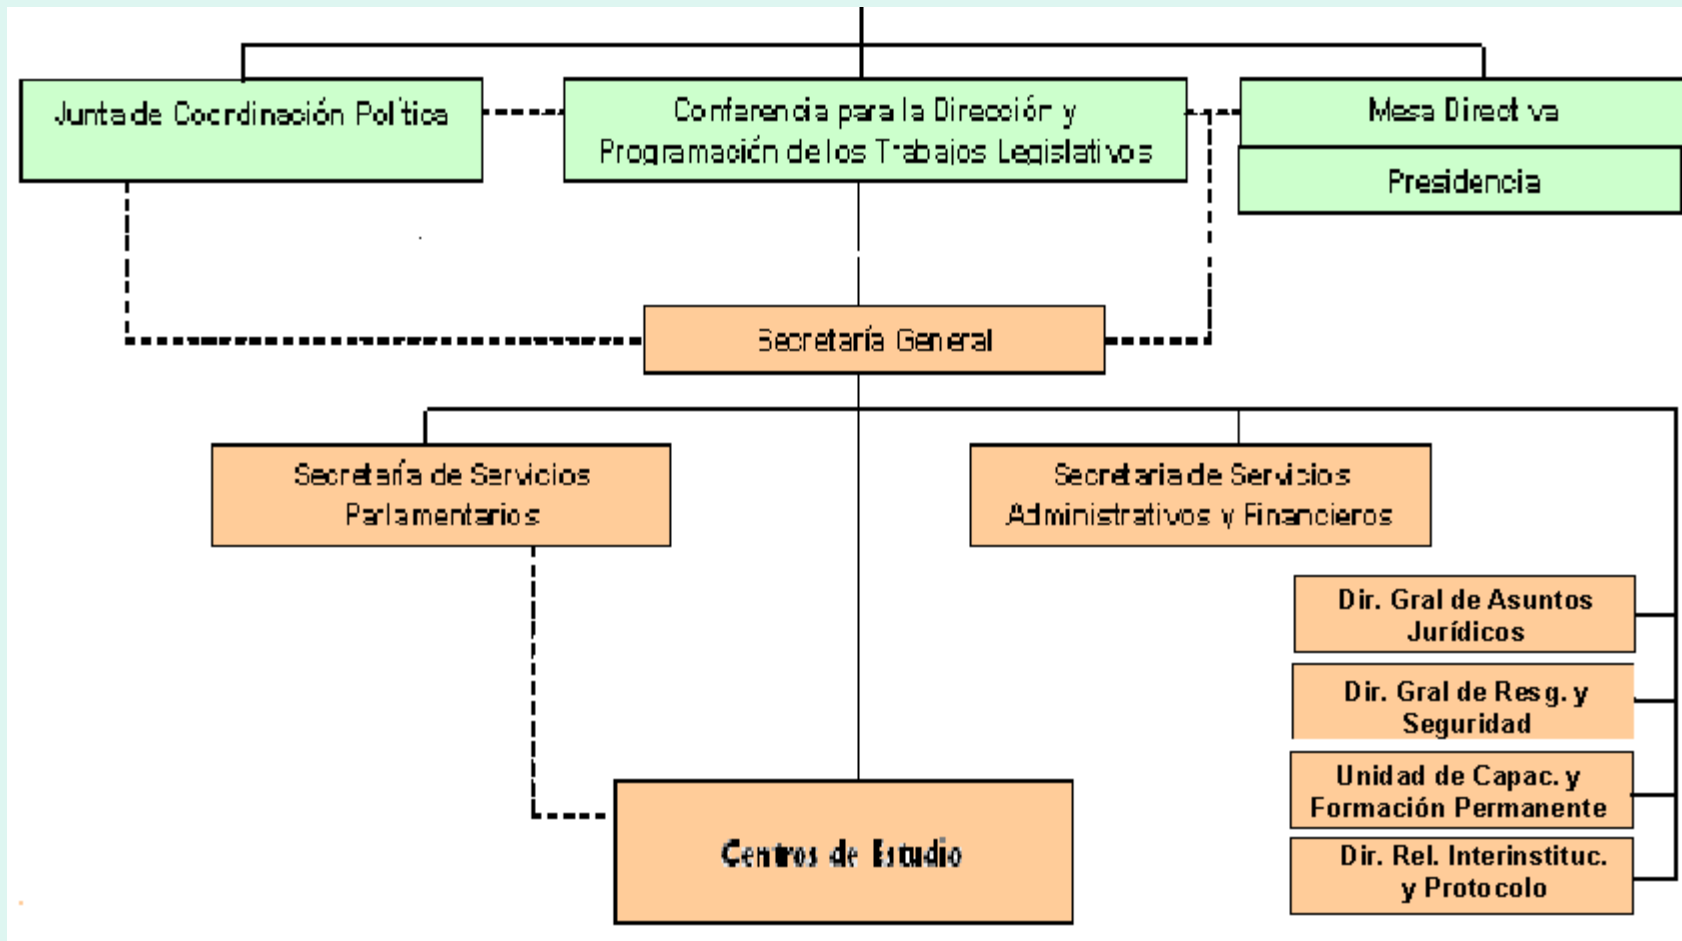 Junta de Coordinación Política
Conferencia para la Dirección y
Programación de los Trabajos Legislativos
Mesa Directiva
Presidencia
Secretaría General
Secretaría de Servicios
Parlamentarios
Secretaria de Servicios
Administrativos y Financieros
Dir. Gral de Asuntos
Jurídicos
Dir. Gral de Resg. y
Seguridad
Unidad de Capac. y
Formación Permanente
Dir. Rel. Interinstituc.
y Protocolo
Centros de Estudio